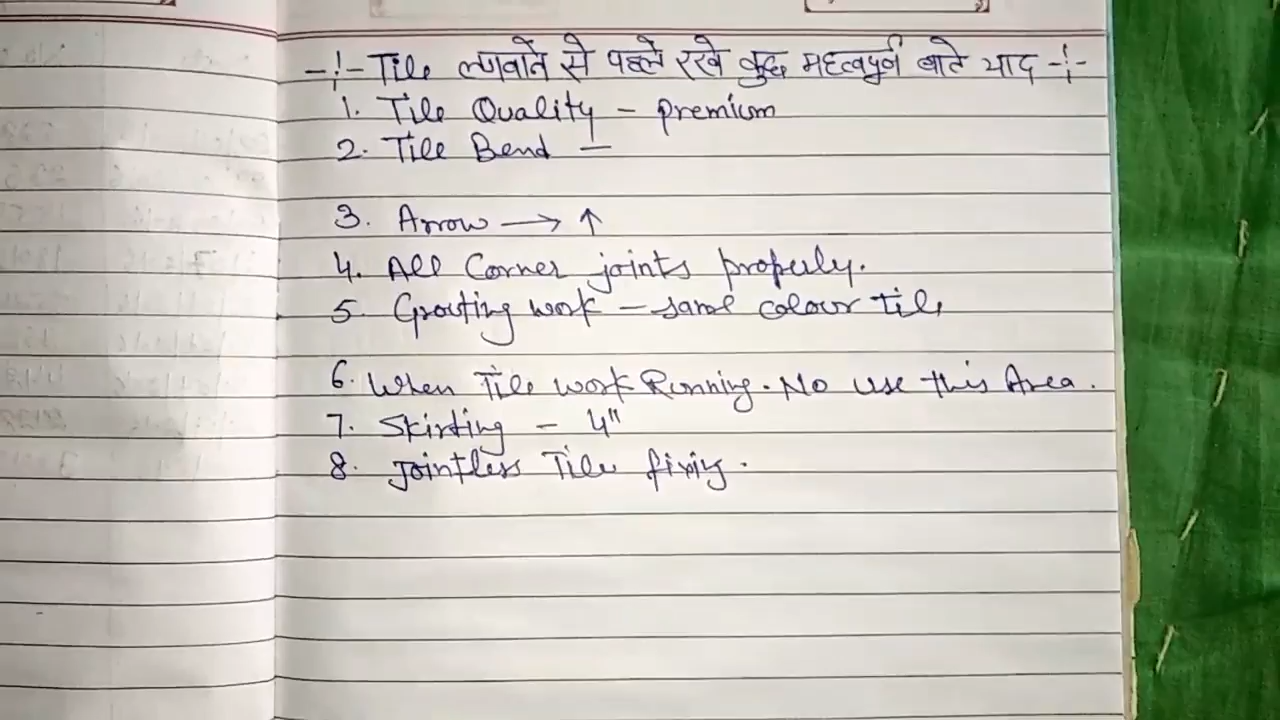 -:- Tile लगवाने से पहले रखे कुछ महत्वपूर्ण बाते याद -:-
1. Tile Quality - premium
2. Tile Bend -
3. Arrow → ↑
4. All Corner joints properly.
5. Grouting work - same colour tile
6. When Tile work Running. No use this Area.
7. Skirting - 4"
8. Jointless Tile fixing.